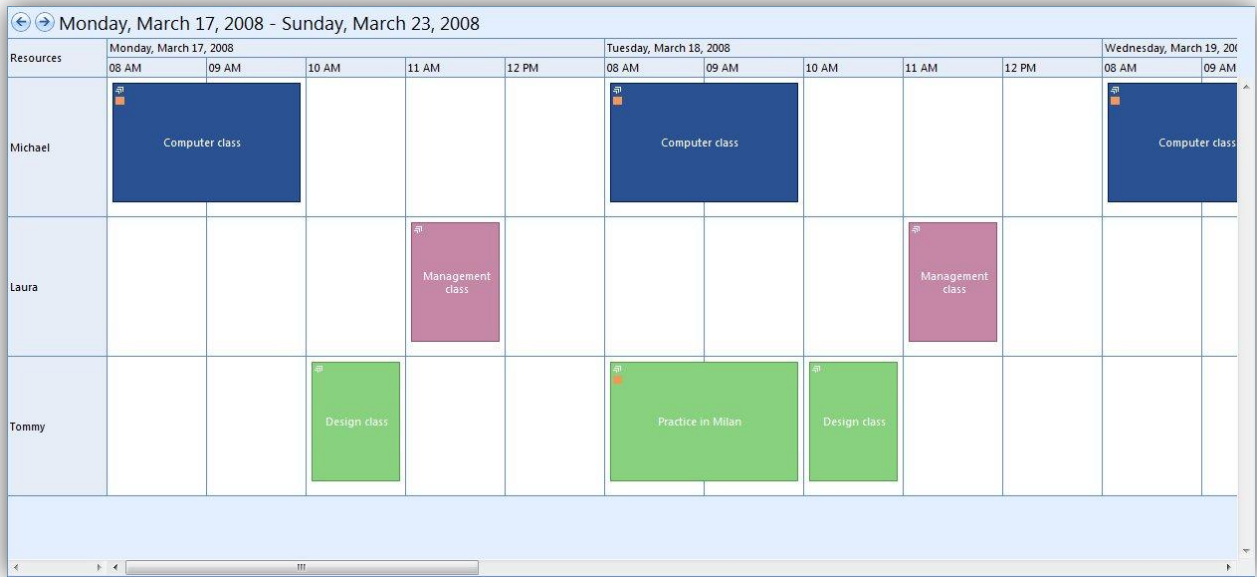 Monday, March 17, 2008 - Sunday, March 23, 2008
Resources
Monday, March 17, 2008
Tuesday, March 18, 2008
Wednesday, March 19, 20
08 AM 09 AM 10 AM 11 AM 12 PM 08 AM 09 AM 10 AM 11 AM 12 PM 08 AM 09 AM
Michael
Computer class
Computer class
Computer class
Laura
Management
class
Management
class
Tommy
Design class
Practice in Milan
Design class